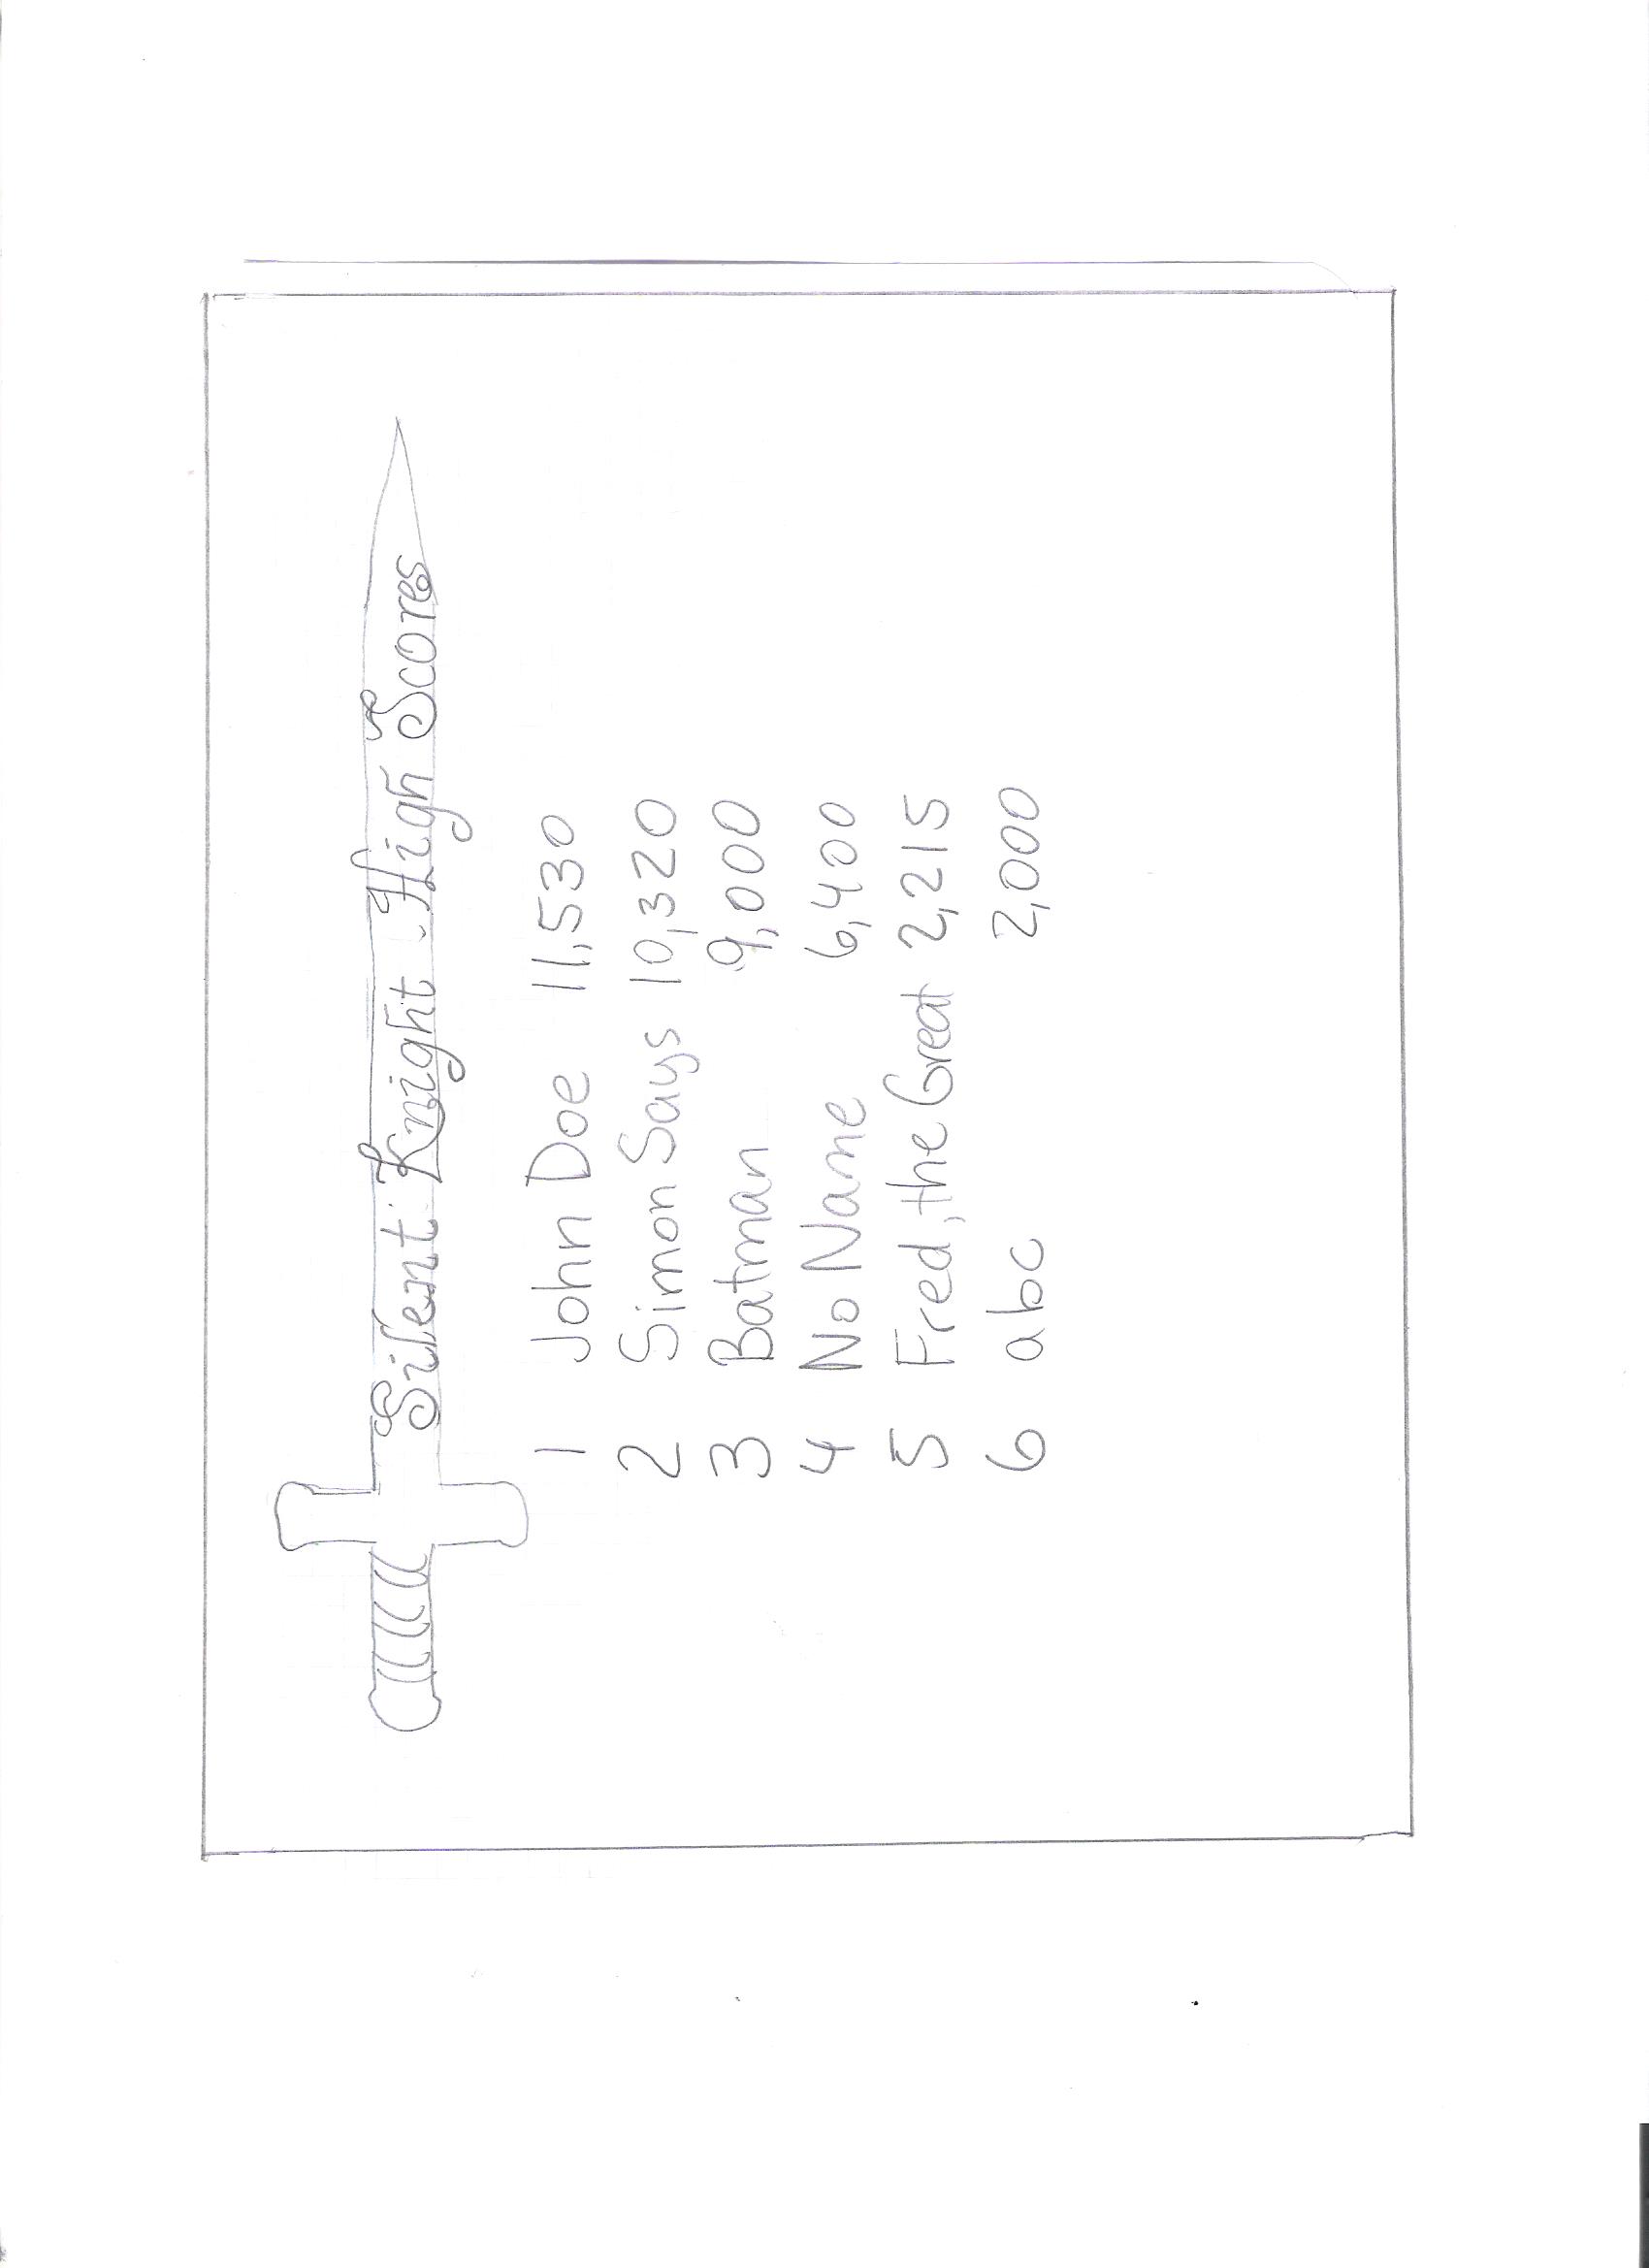 Silent Knight High Scores
1 John Doe 11,530
2 Simon Says 10,320
3 Batman 9,000
4 No Name 6,400
5 Fred, the Great 2,215
6 abc 2,000